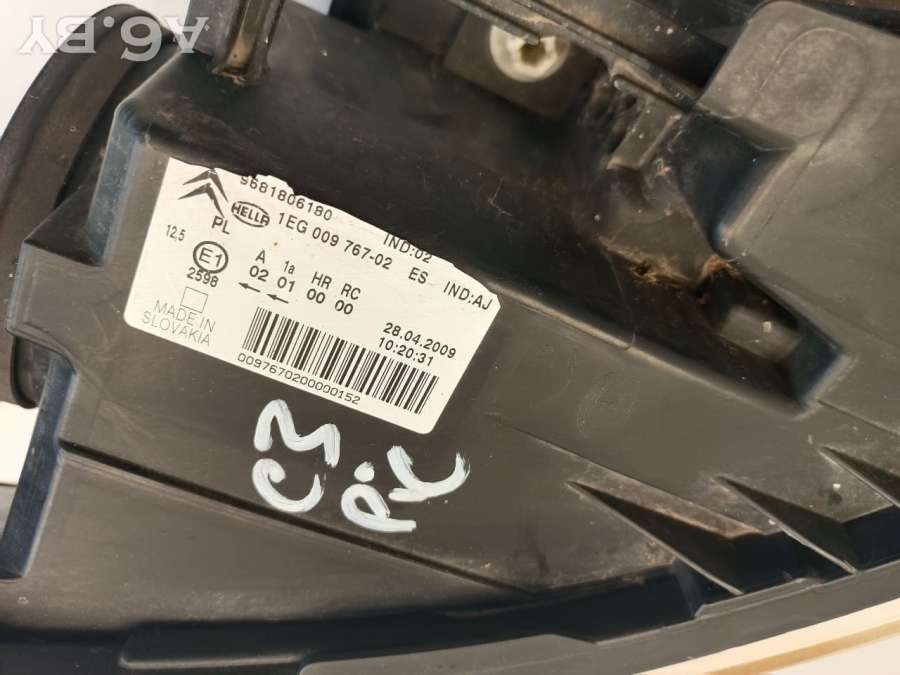 A6.BY
9681806180 IND:02
HELLA 1EG 009 767-02 ES IND:AJ
PL
12,5 E1 A 1a HR RC
2598 02 01 00 00
MADE IN
SLOVAKIA
28.04.2009
10:20:31
00976702000000152